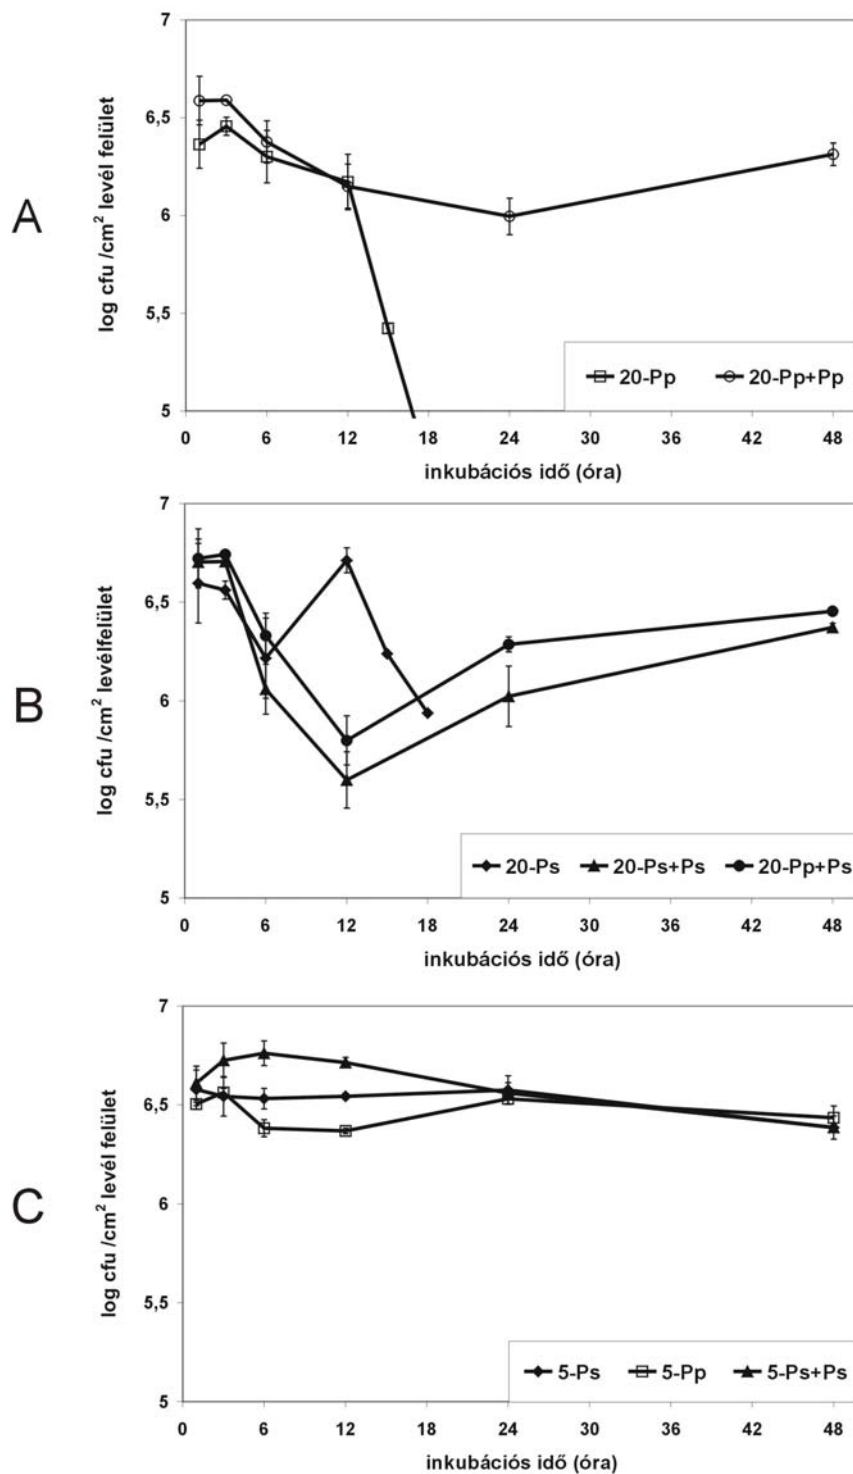 A
log cfu /cm² levél felület
7
6,5
6
5,5
5
0 6 12 18 24 30 36 42 48
inkubációs idő (óra)
20-Pp 20-Pp+Pp
B
log cfu /cm² levélfelület
7
6,5
6
5,5
5
0 6 12 18 24 30 36 42 48
inkubációs idő (óra)
20-Ps 20-Ps+Ps 20-Pp+Ps
C
log cfu /cm² levél felület
7
6,5
6
5,5
5
0 6 12 18 24 30 36 42 48
inkubációs idő (óra)
5-Ps 5-Pp 5-Ps+Ps